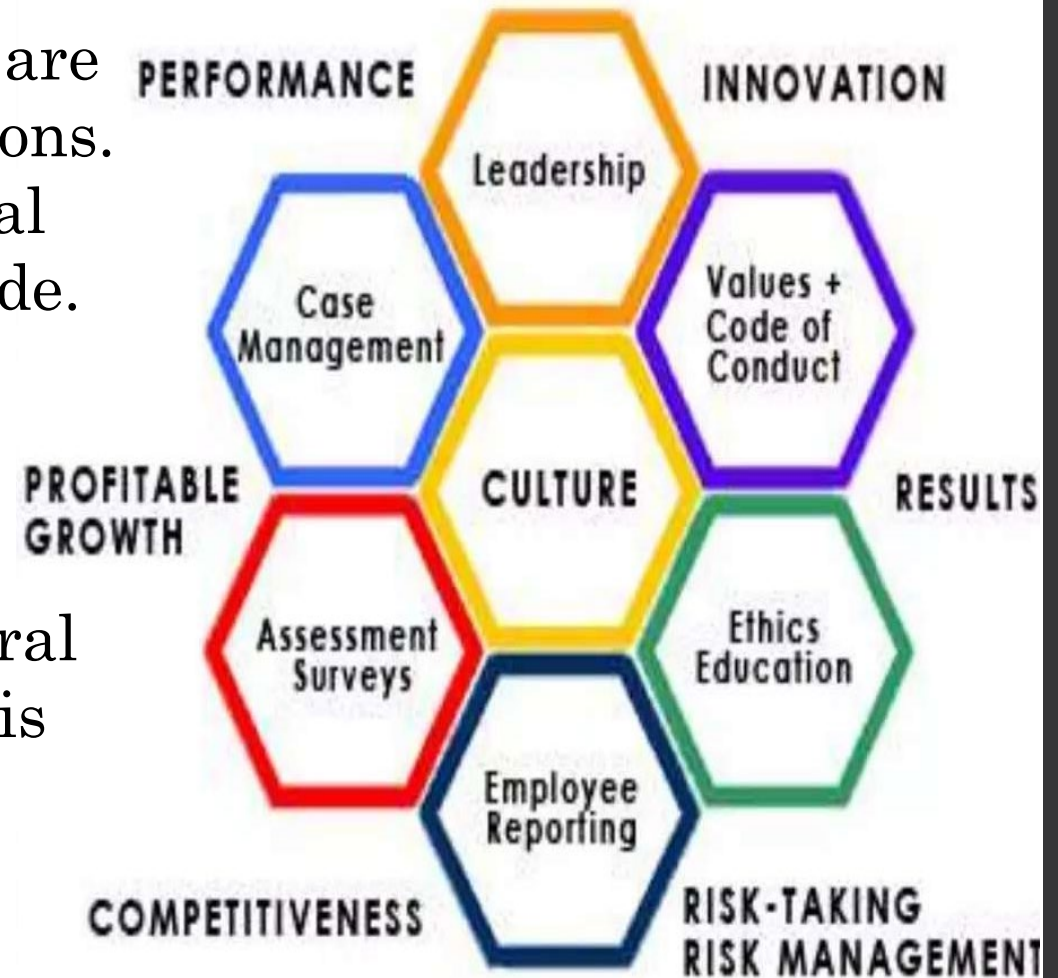 are
ons.
al
de.
ral
is
PERFORMANCE
INNOVATION
Leadership
Case
Management
Values +
Code of
Conduct
PROFITABLE
GROWTH
CULTURE
RESULTS
Assessment
Surveys
Ethics
Education
Employee
Reporting
COMPETITIVENESS
RISK-TAKING
RISK MANAGEMENT